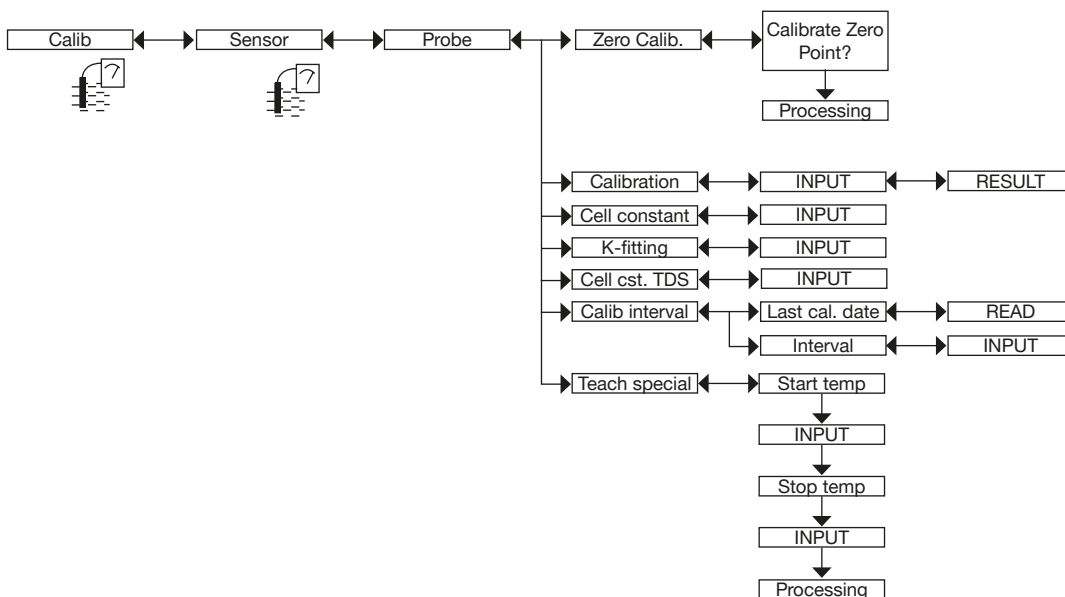 Calib
Sensor
Probe
Zero Calib.
Calibrate Zero
Point?
Processing
Calibration
INPUT
RESULT
Cell constant
INPUT
K-fitting
INPUT
Cell cst. TDS
INPUT
Calib interval
Last cal. date
READ
Interval
INPUT
Teach special
Start temp
INPUT
Stop temp
INPUT
Processing